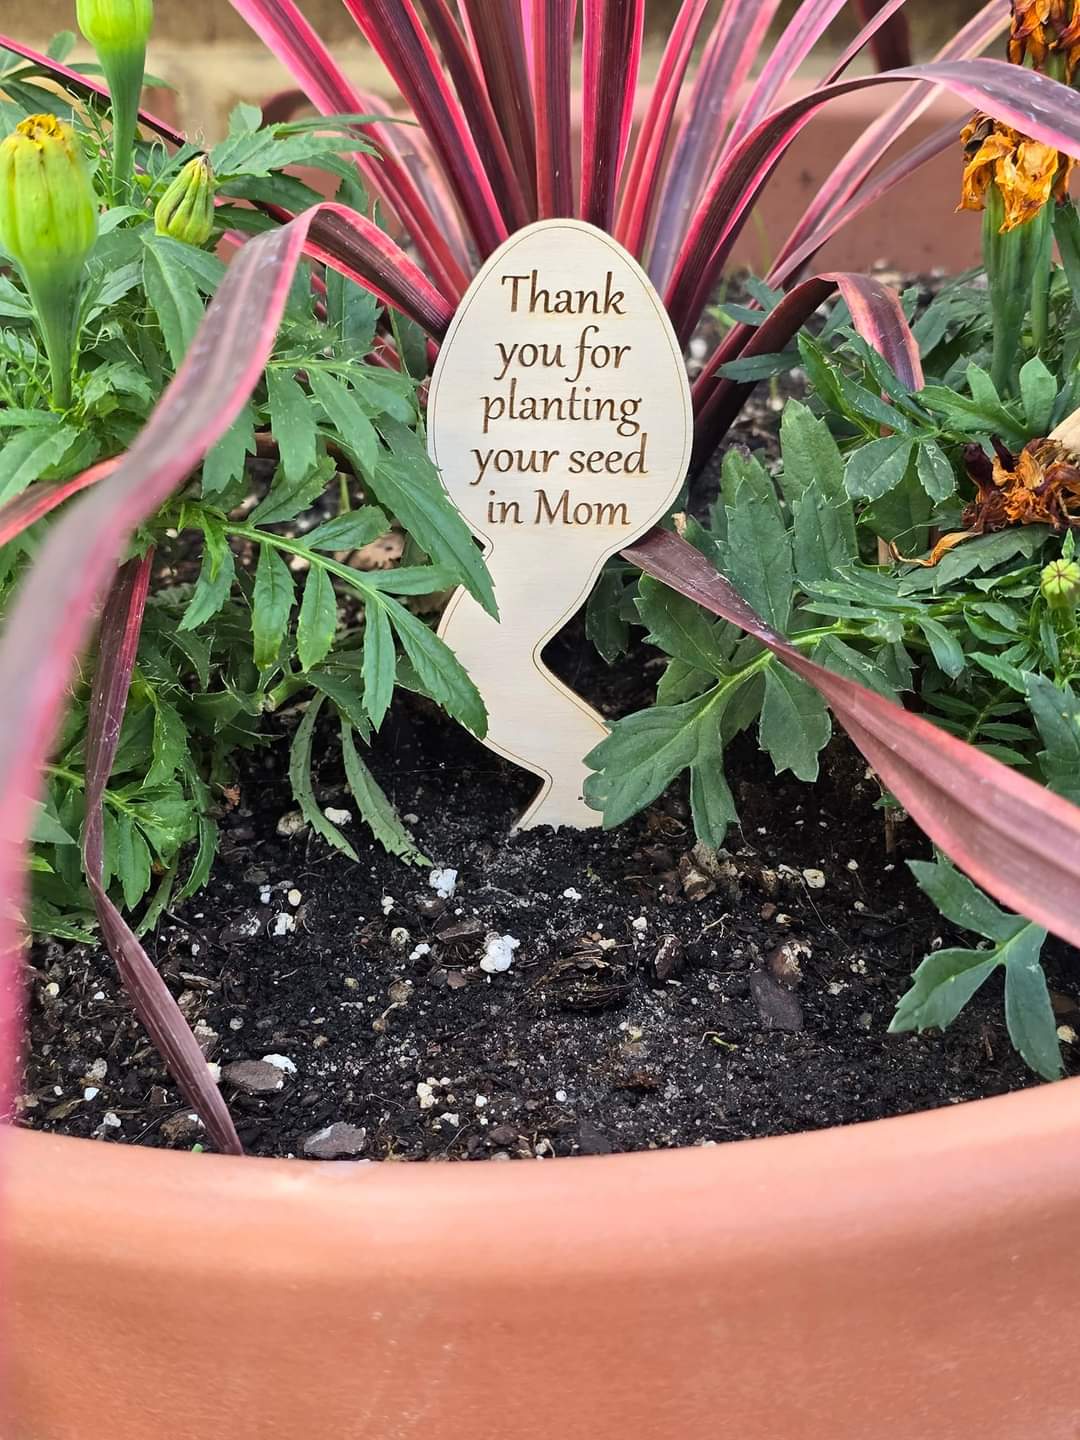 Thank
you for
planting
your seed
in Mom